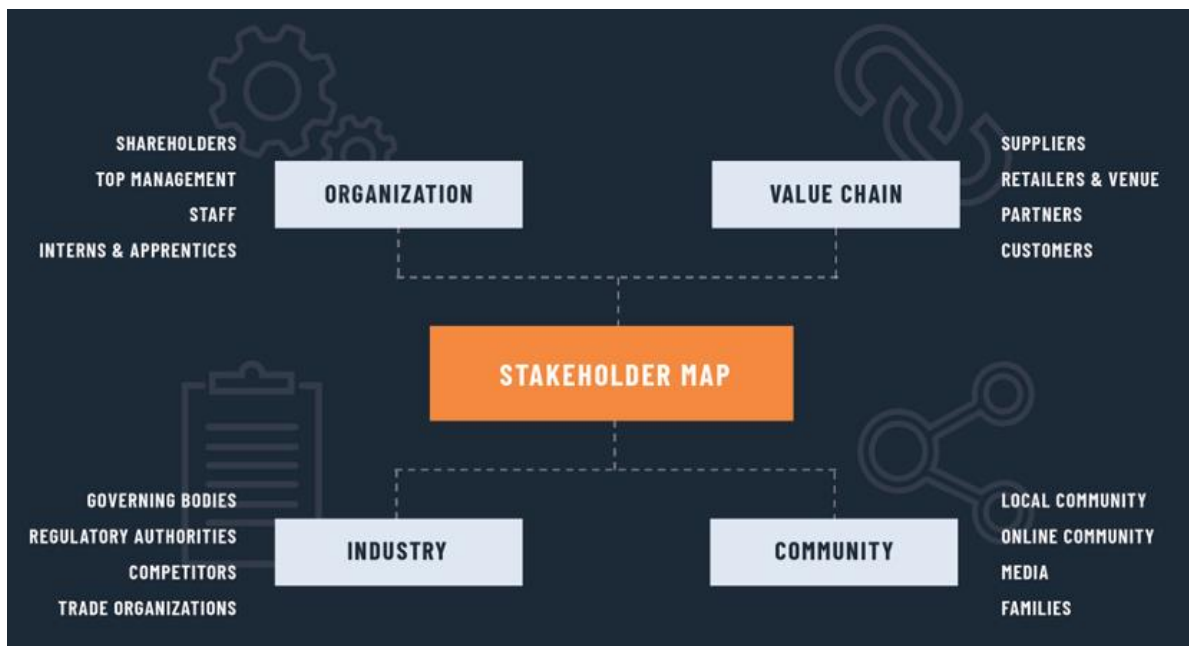 SHAREHOLDERS
TOP MANAGEMENT
STAFF
INTERNS & APPRENTICES
ORGANIZATION
VALUE CHAIN
SUPPLIERS
RETAILERS & VENUE
PARTNERS
CUSTOMERS
STAKEHOLDER MAP
GOVERNING BODIES
REGULATORY AUTHORITIES
COMPETITORS
TRADE ORGANIZATIONS
INDUSTRY
COMMUNITY
LOCAL COMMUNITY
ONLINE COMMUNITY
MEDIA
FAMILIES